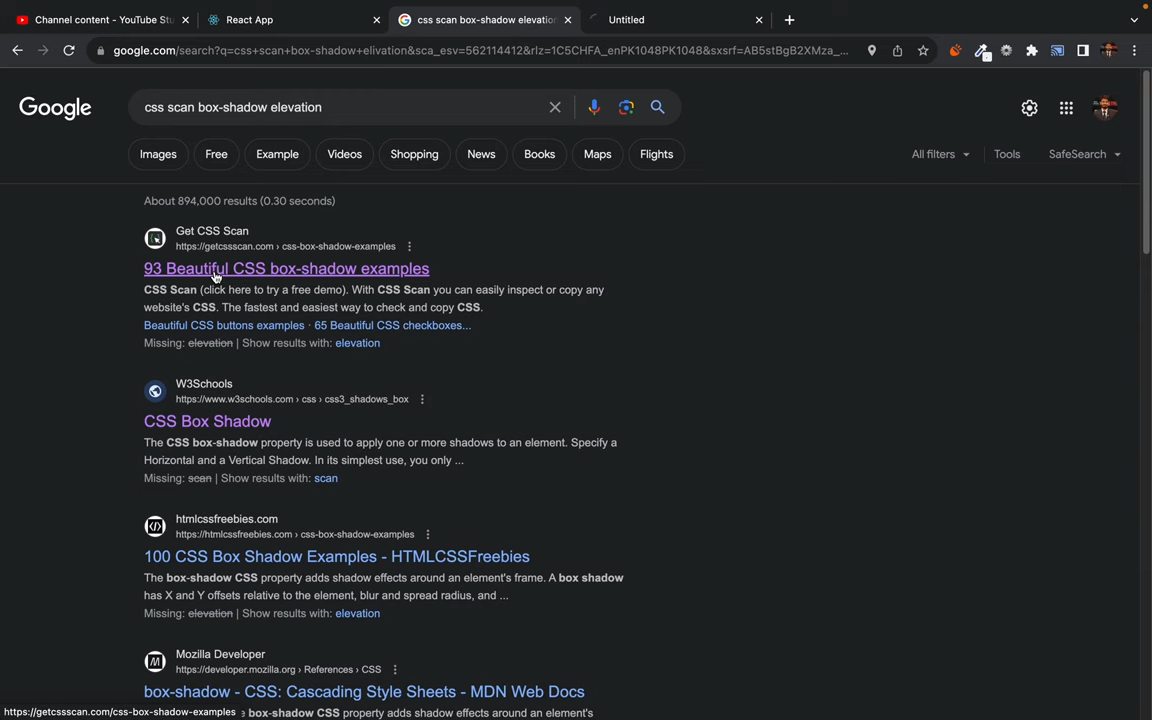 Channel content - YouTube Stu
React App
css scan box-shadow elevation
Untitled
google.com/search?q=css+scan+box-shadow+elivation&sca_esv=562114412&rlz=1C5CHFA_enPK1048PK1048&sxsrf=AB5stBgB2XMza_...
Google
css scan box-shadow elevation
Images
Free
Example
Videos
Shopping
News
Books
Maps
Flights
All filters
Tools
SafeSearch
About 894,000 results (0.30 seconds)
Get CSS Scan
https://getcssscan.com › css-box-shadow-examples
93 Beautiful CSS box-shadow examples
CSS Scan (click here to try a free demo). With CSS Scan you can easily inspect or copy any
website's CSS. The fastest and easiest way to check and copy CSS.
Beautiful CSS buttons examples · 65 Beautiful CSS checkboxes...
Missing: elevation | Show results with: elevation
W3Schools
https://www.w3schools.com › css › css3_shadows_box
CSS Box Shadow
The CSS box-shadow property is used to apply one or more shadows to an element. Specify a
Horizontal and a Vertical Shadow. In its simplest use, you only ...
Missing: scan | Show results with: scan
htmlcssfreebies.com
https://htmlcssfreebies.com › css-box-shadow-examples
100 CSS Box Shadow Examples - HTMLCSSFreebies
The box-shadow CSS property adds shadow effects around an element's frame. A box shadow
has X and Y offsets relative to the element, blur and spread radius, and ...
Missing: elevation | Show results with: elevation
Mozilla Developer
https://developer.mozilla.org › References › CSS
box-shadow - CSS: Cascading Style Sheets - MDN Web Docs
box-shadow CSS property adds shadow effects around an element's
https://getcssscan.com/css-box-shadow-examples